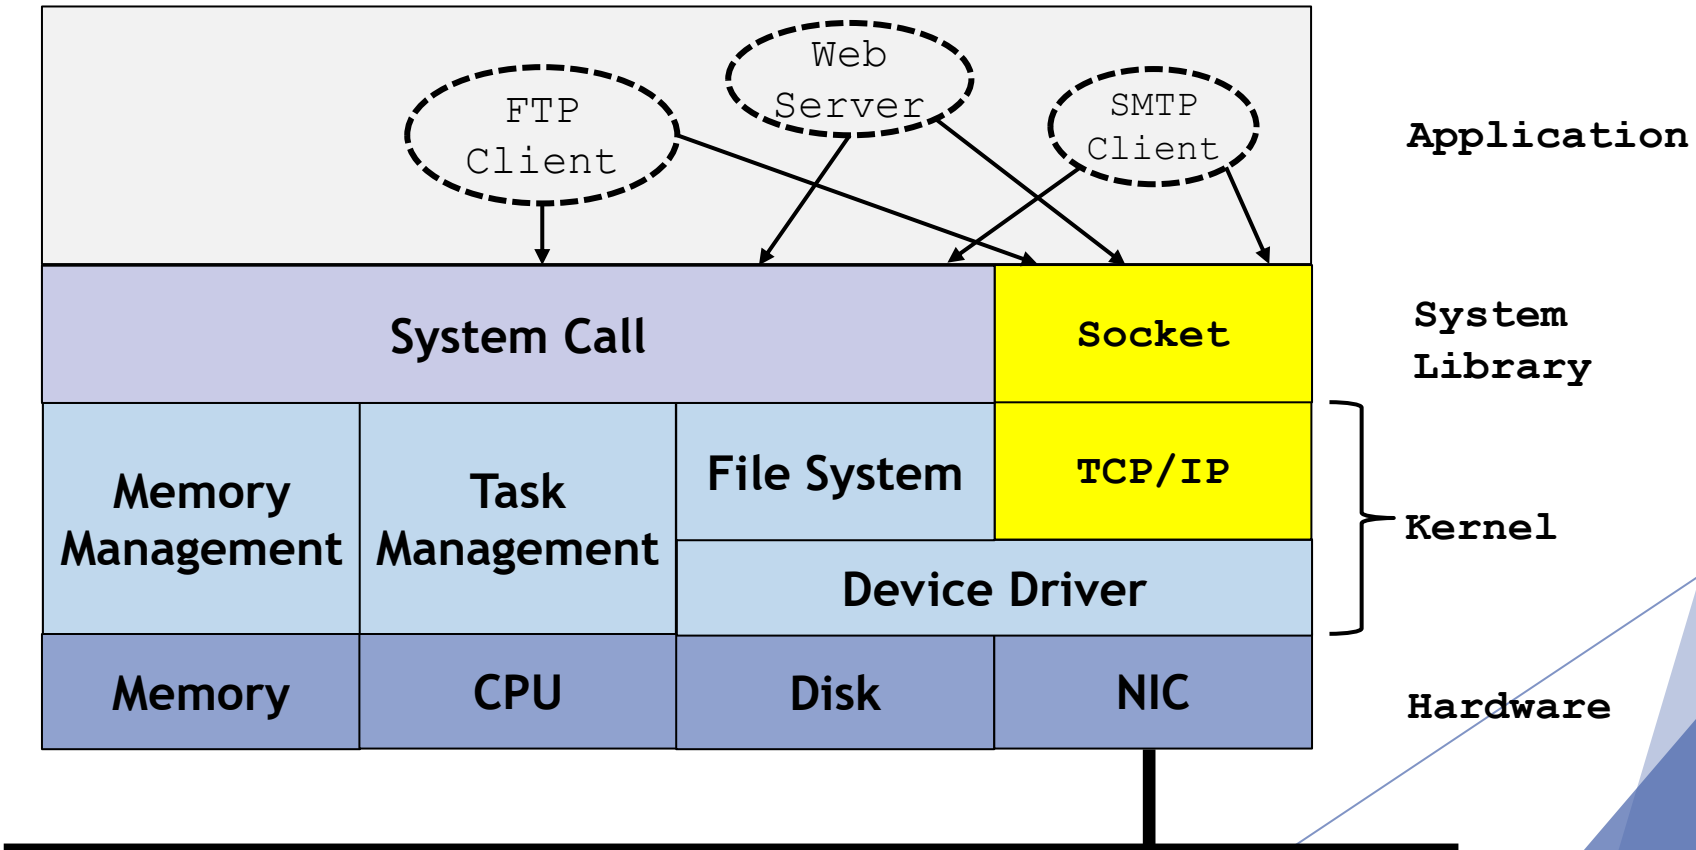 Web
Server
FTP
Client
SMTP
Client
Application
System Call
Socket
System
Library
Memory
Management
Task
Management
File System
TCP/IP
Device Driver
Kernel
Memory
CPU
Disk
NIC
Hardware